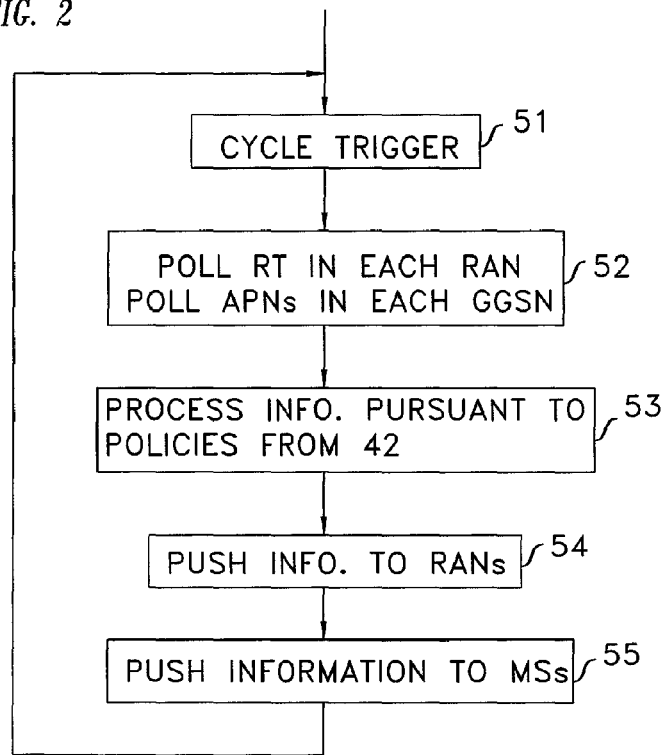 FIG. 2
CYCLE TRIGGER
51
POLL RT IN EACH RAN
POLL APNs IN EACH GGSN
52
PROCESS INFO. PURSUANT TO
POLICIES FROM 42
53
PUSH INFO. TO RANs
54
PUSH INFORMATION TO MSs
55